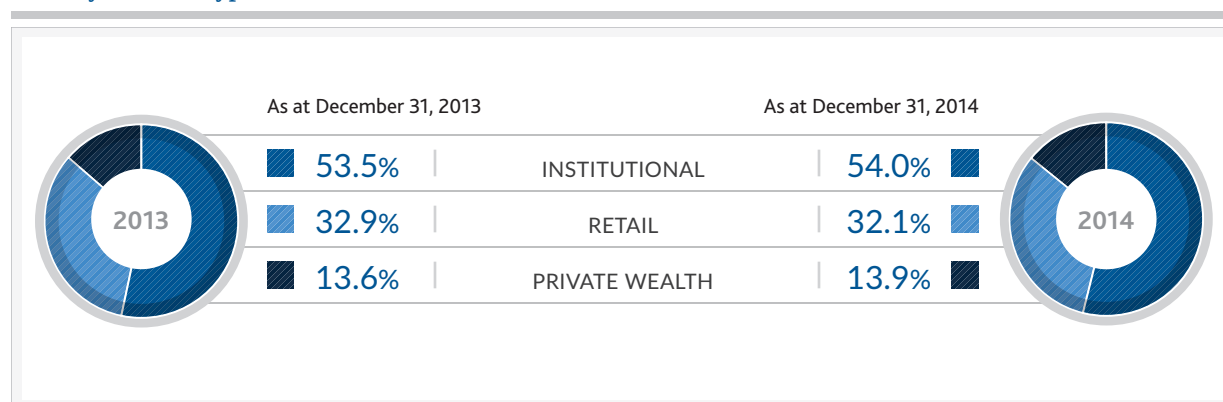 As at December 31, 2013
As at December 31, 2014
53.5% INSTITUTIONAL 54.0%
2013
32.9% RETAIL 32.1%
2014
13.6% PRIVATE WEALTH 13.9%